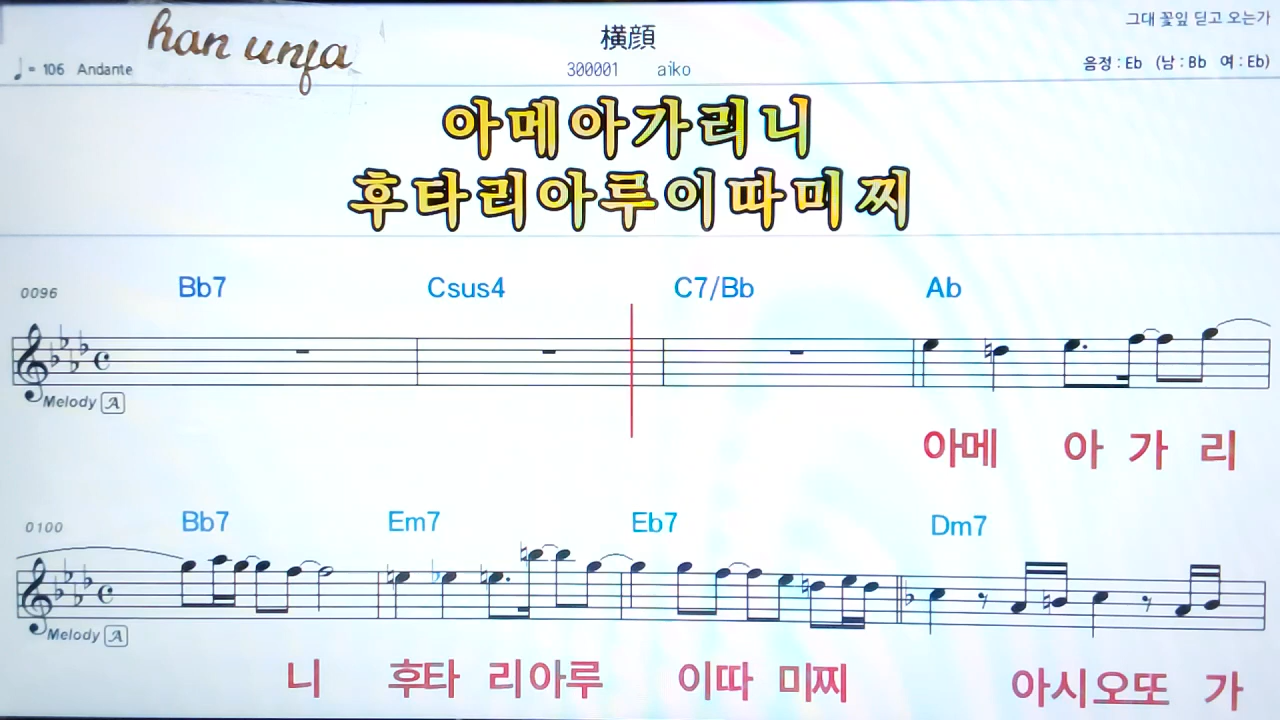 그대 꽃잎 딛고 오는가
han unfa
横顔
♩= 106 Andante
300001 aiko
음정 : Eb (남 : Bb 여 : Eb)
아메아가리니
후타리아루이따미찌
0096 Bb7 Csus4 C7/Bb Ab
Melody A
아메 아 가 리
0100 Bb7 Em7 Eb7 Dm7
Melody A
니 후타 리아루 이따 미찌 아시오또 가